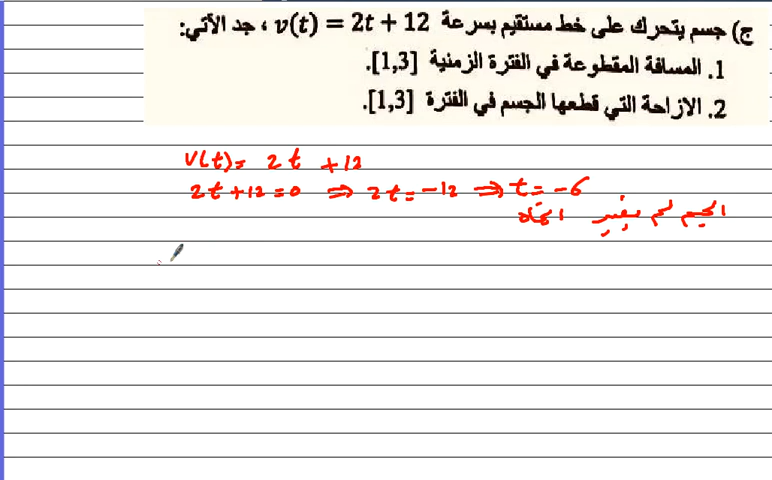 ج) جسم يتحرك على خط مستقيم بسرعة v(t) = 2t + 12 ، جد الآتي:
1. المسافة المقطوعة في الفترة الزمنية [1,3].
2. الازاحة التي قطعها الجسم في الفترة [1,3].
v(t) = 2t + 12
2t + 12 = 0 ⇒ 2t = -12 ⇒ t = -6
الجسم لم يغير اتجاه